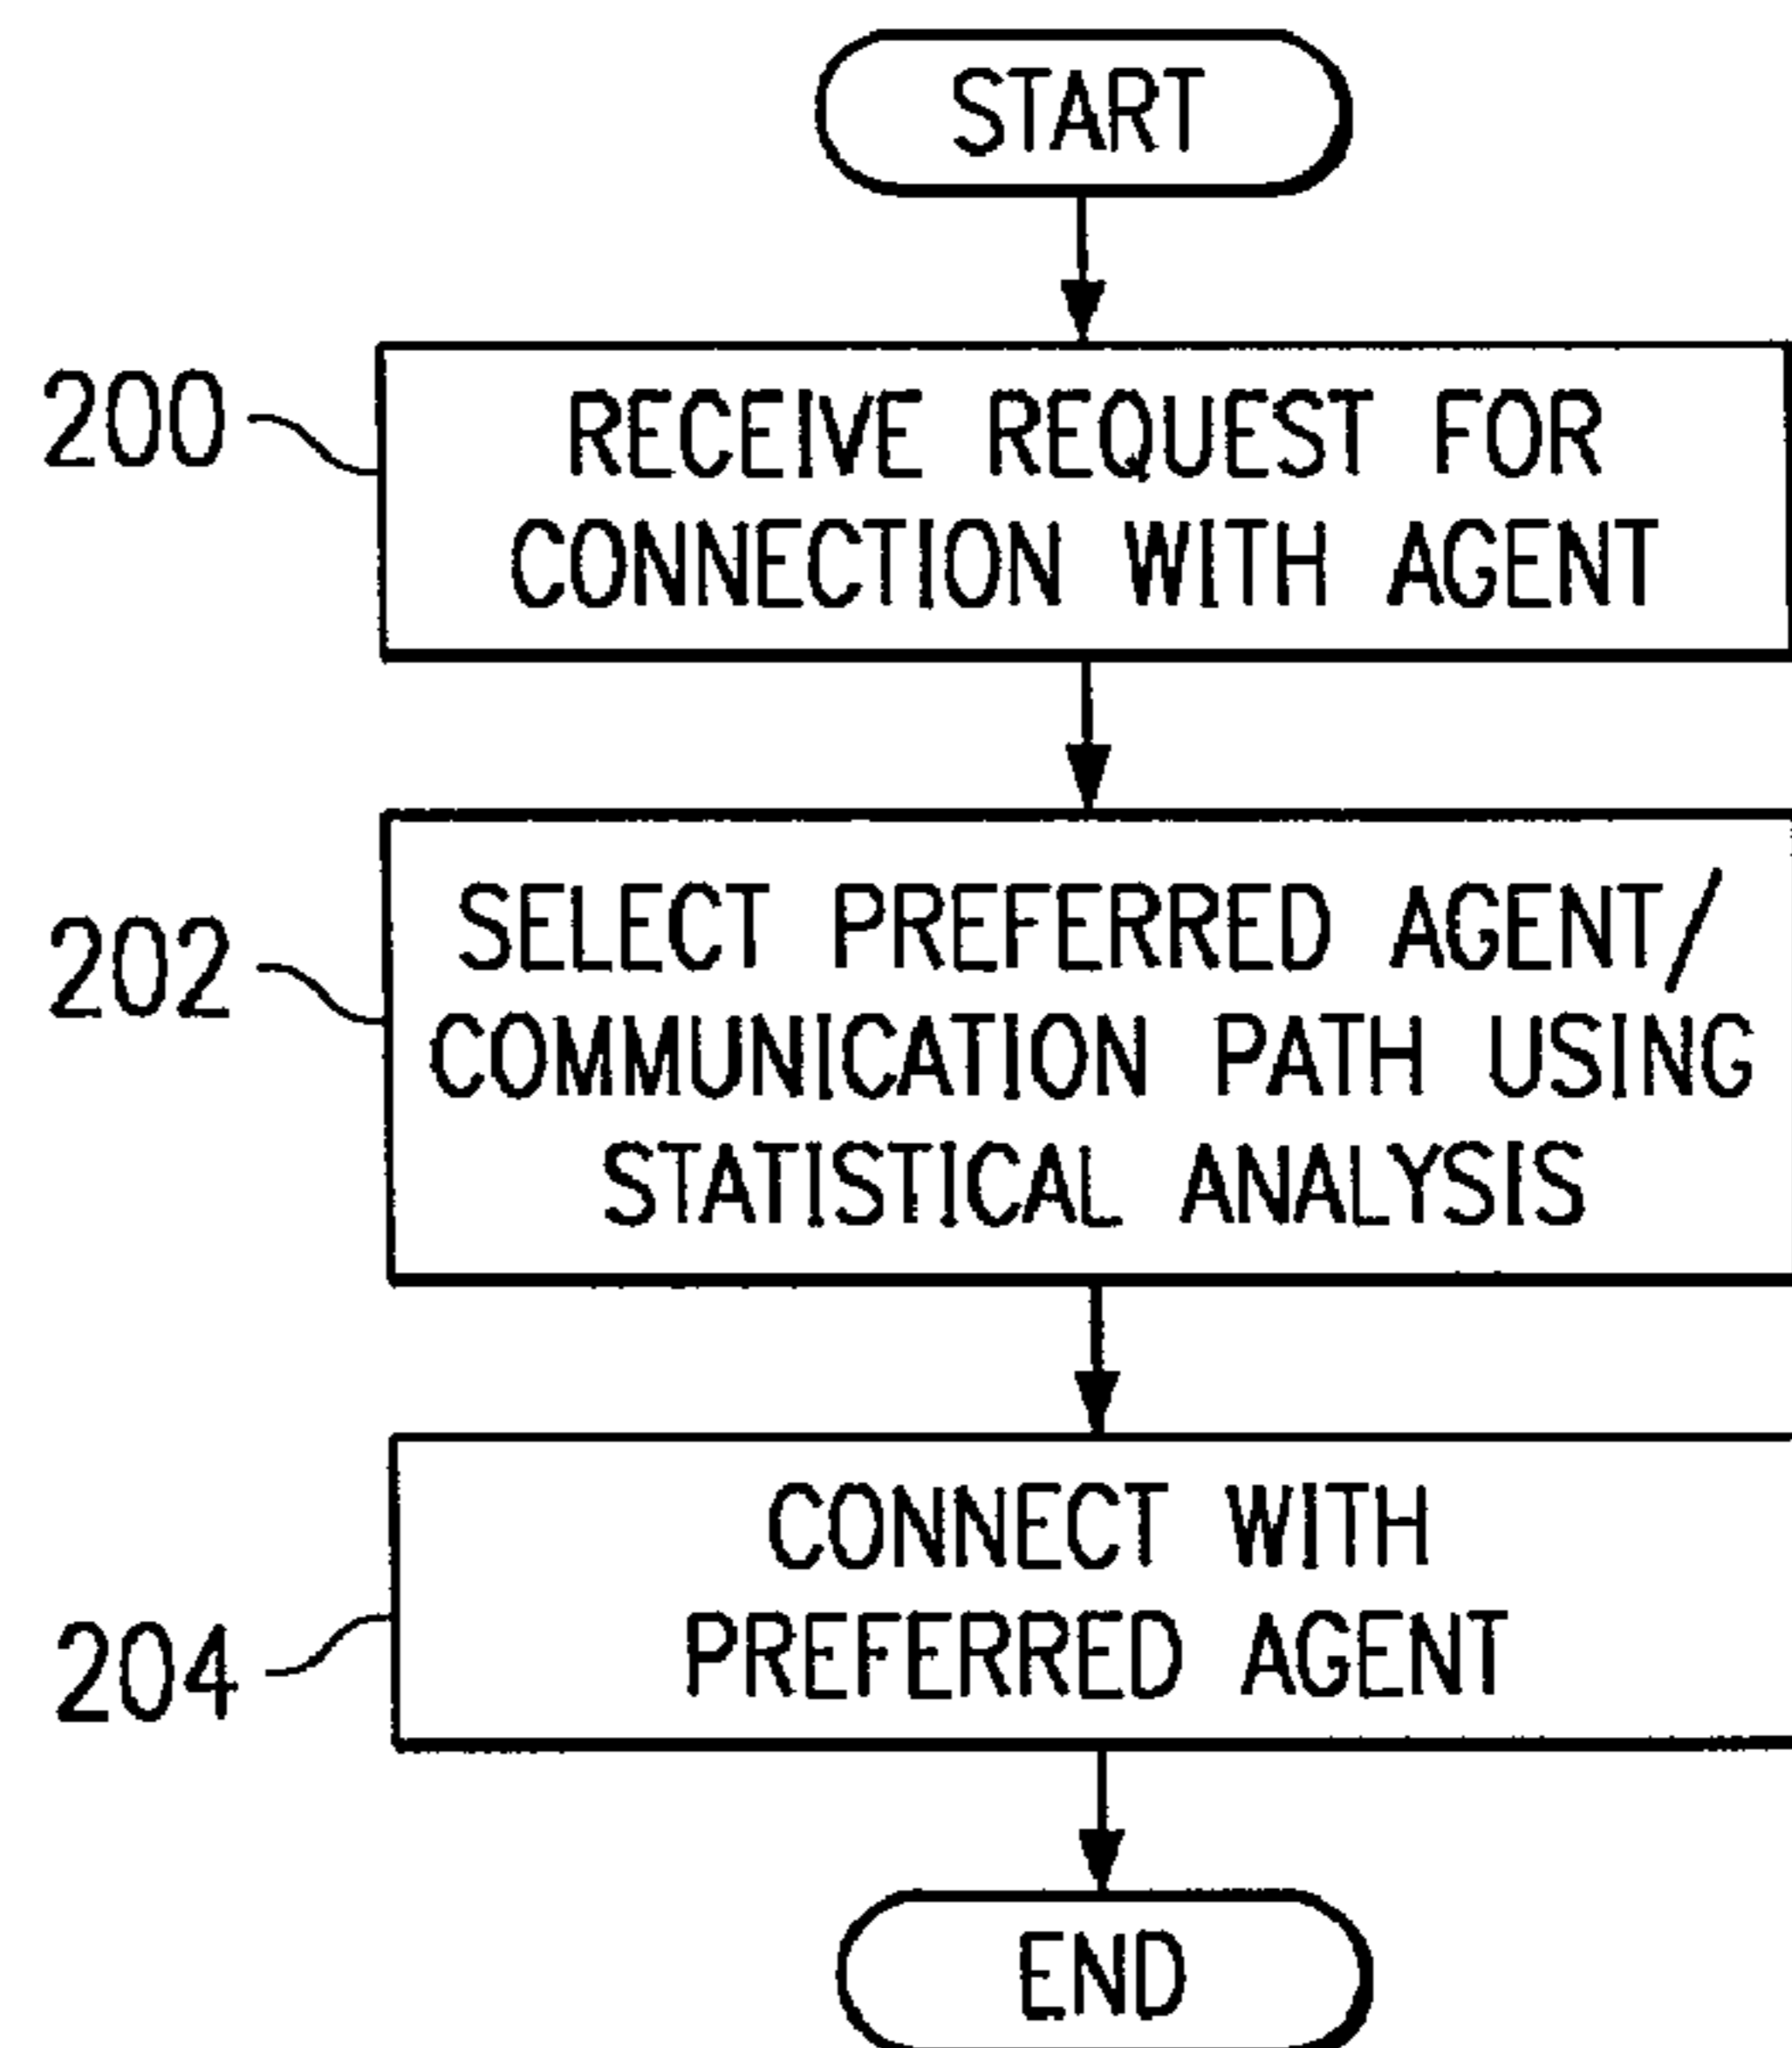 START
200
RECEIVE REQUEST FOR
CONNECTION WITH AGENT
202
SELECT PREFERRED AGENT/
COMMUNICATION PATH USING
STATISTICAL ANALYSIS
204
CONNECT WITH
PREFERRED AGENT
END